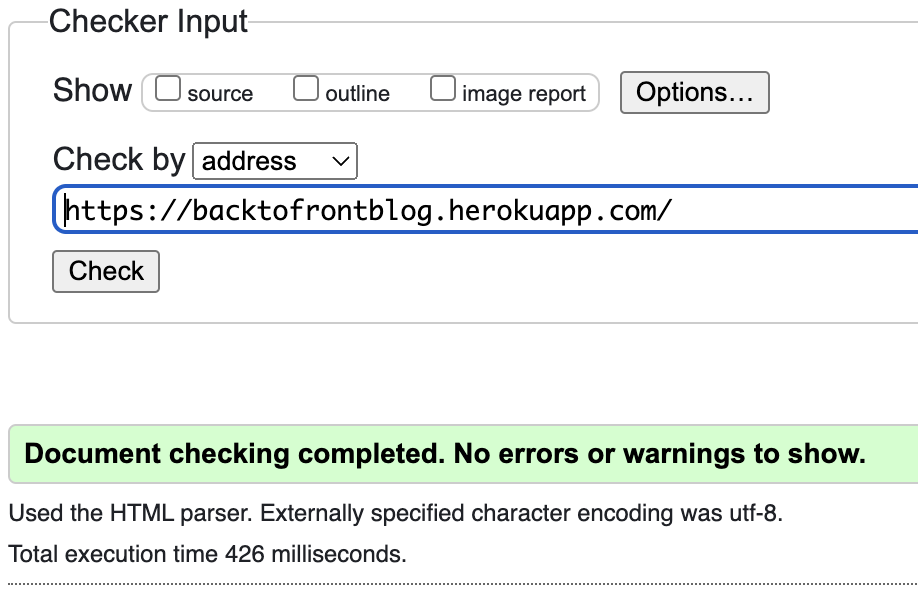 Checker Input
Show source outline image report Options...
Check by address
https://backtofrontblog.herokuapp.com/
Check
Document checking completed. No errors or warnings to show.
Used the HTML parser. Externally specified character encoding was utf-8.
Total execution time 426 milliseconds.